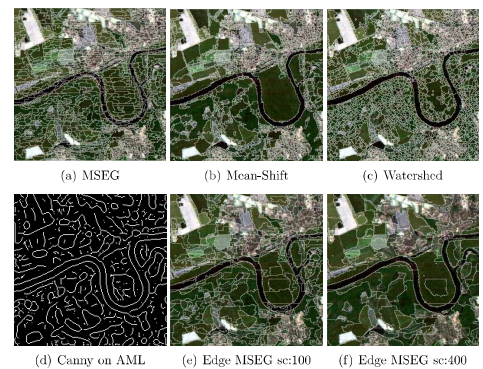 (a) MSEG
(b) Mean-Shift
(c) Watershed
(d) Canny on AML
(e) Edge MSEG sc:100
(f) Edge MSEG sc:400